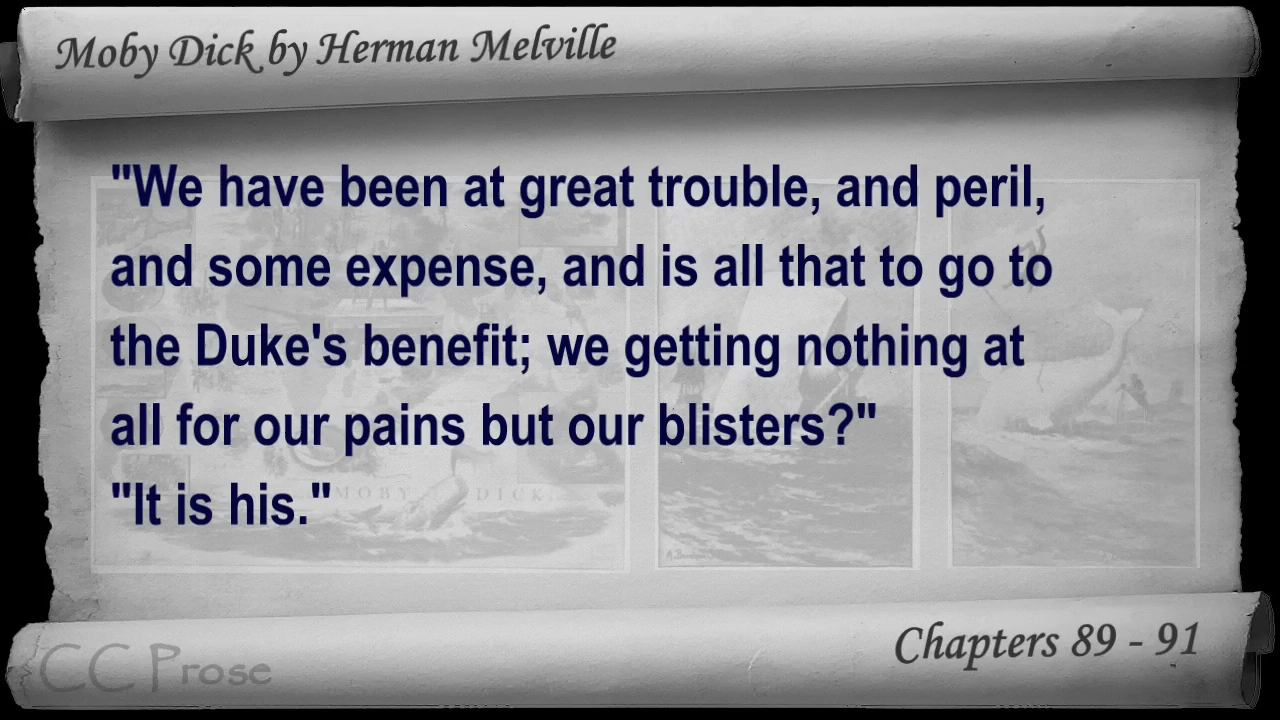 Moby Dick by Herman Melville
"We have been at great trouble, and peril,
and some expense, and is all that to go to
the Duke's benefit; we getting nothing at
all for our pains but our blisters?"
"It is his."
MOBY DICK
Chapters 89 - 91
CC Prose